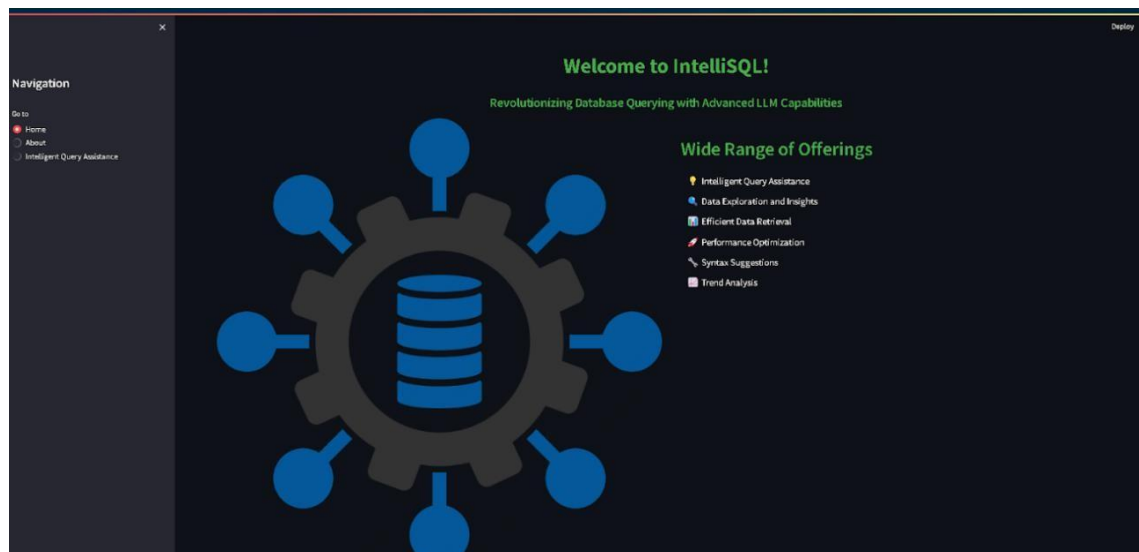 Deploy
Navigation
Go to
Home
About
Intelligent Query Assistance
Welcome to IntelliSQL!
Revolutionizing Database Querying with Advanced LLM Capabilities
Wide Range of Offerings
Intelligent Query Assistance
Data Exploration and Insights
Efficient Data Retrieval
Performance Optimization
Syntax Suggestions
Trend Analysis